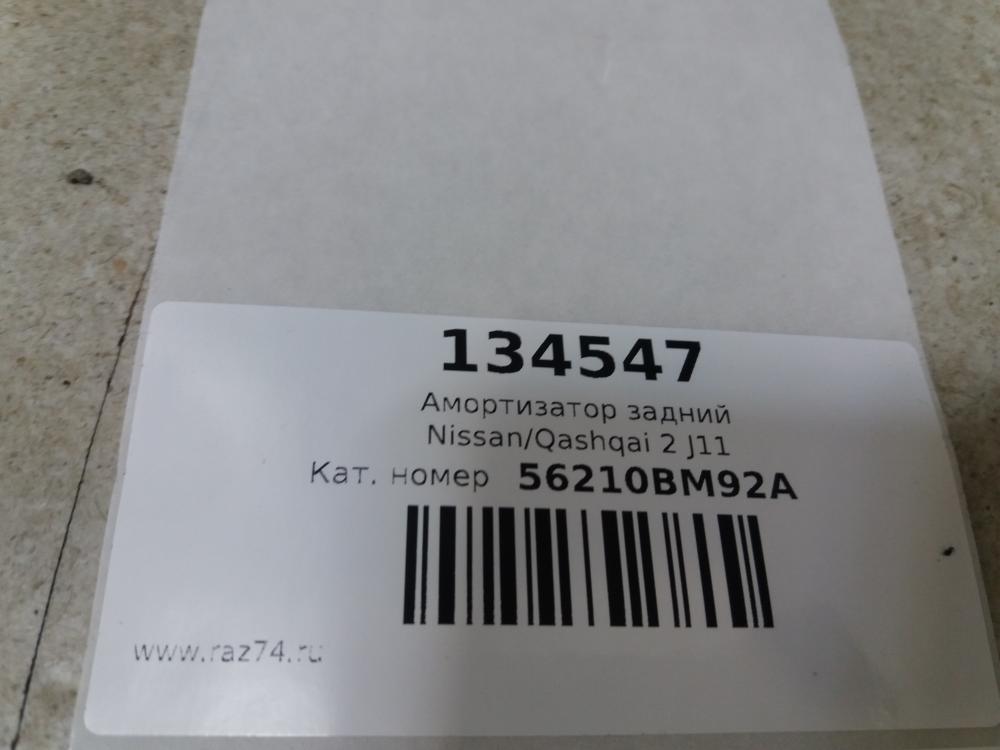 134547
Амортизатор задний
Nissan/Qashqai 2 J11
Кат. номер 56210BM92A
www.raz74.ru